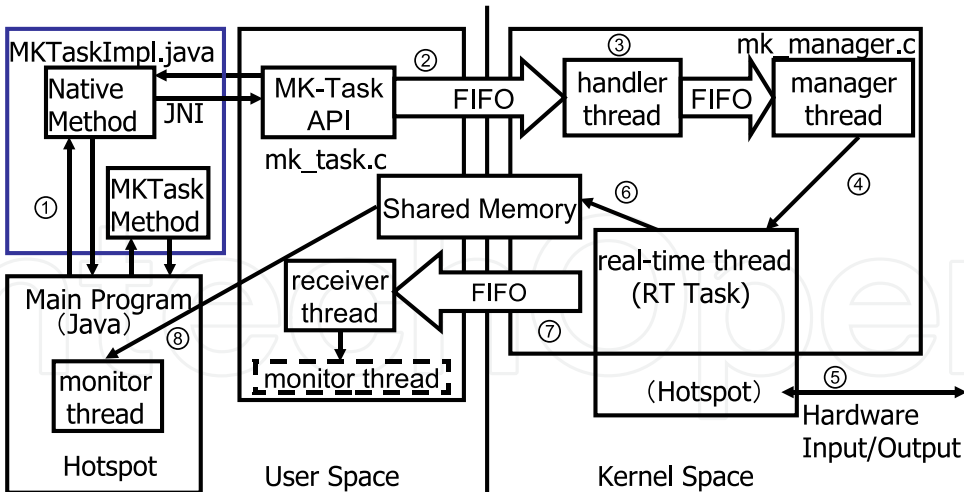 MKTaskImpl.java
Native
Method
JNI
①
MKTask
Method
Main Program
（Java）
monitor
thread
Hotspot
②
MK-Task
API
mk_task.c
FIFO
③
handler
thread
FIFO
mk_manager.c
manager
thread
④
Shared Memory
⑥
real-time thread
(RT Task)
receiver
thread
FIFO
⑦
⑧
monitor thread
（Hotspot）
⑤
Hardware
Input/Output
User Space
Kernel Space